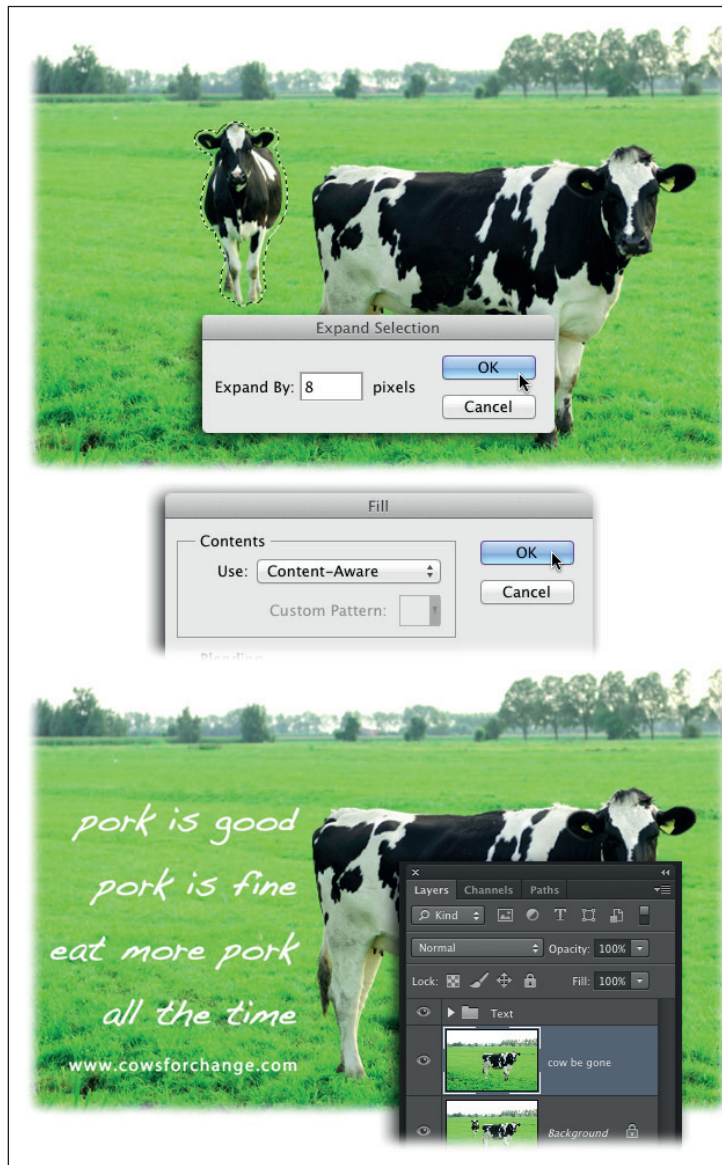 Expand Selection
Expand By: 8 pixels
OK
Cancel
Fill
Contents
Use: Content-Aware
Custom Pattern:
OK
Cancel
Blending
pork is good
pork is fine
eat more pork
all the time
www.cowsforchange.com
Layers Channels Paths
Kind
Normal Opacity: 100%
Lock: Fill: 100%
Text
cow be gone
Background